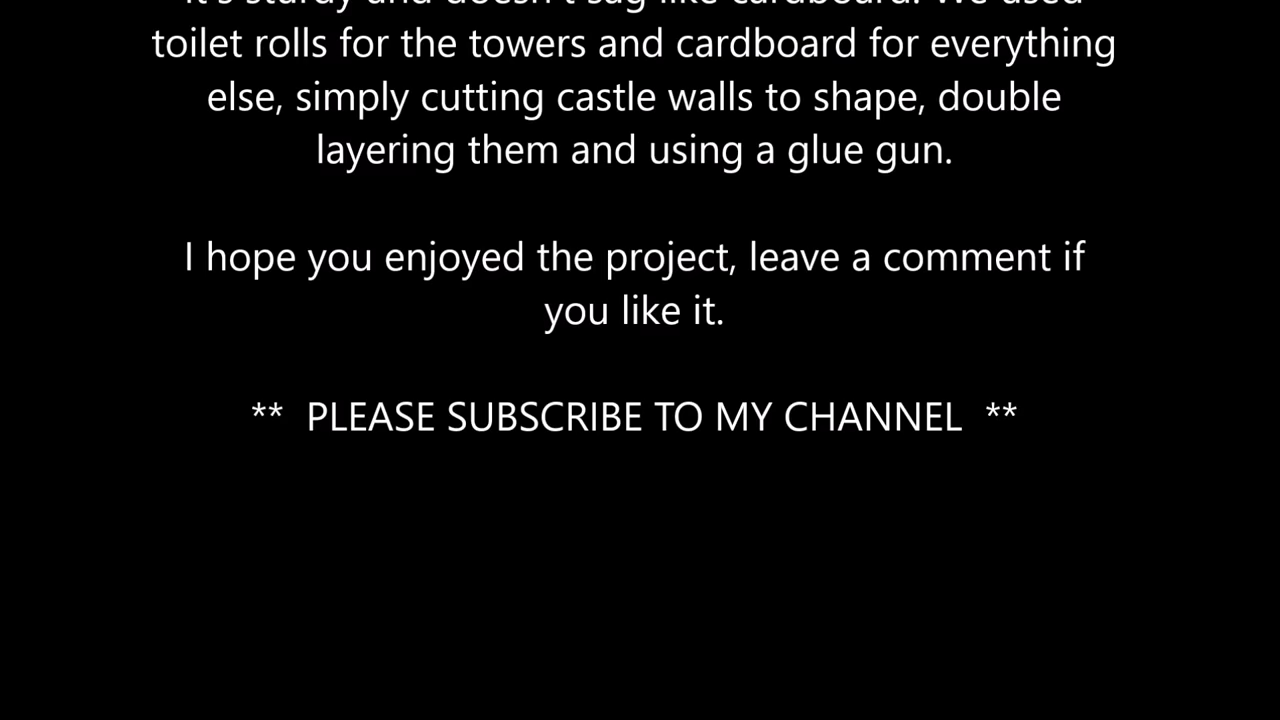 It's sturdy and doesn't sag like cardboard. We used
toilet rolls for the towers and cardboard for everything
else, simply cutting castle walls to shape, double
layering them and using a glue gun.
I hope you enjoyed the project, leave a comment if
you like it.
** PLEASE SUBSCRIBE TO MY CHANNEL **